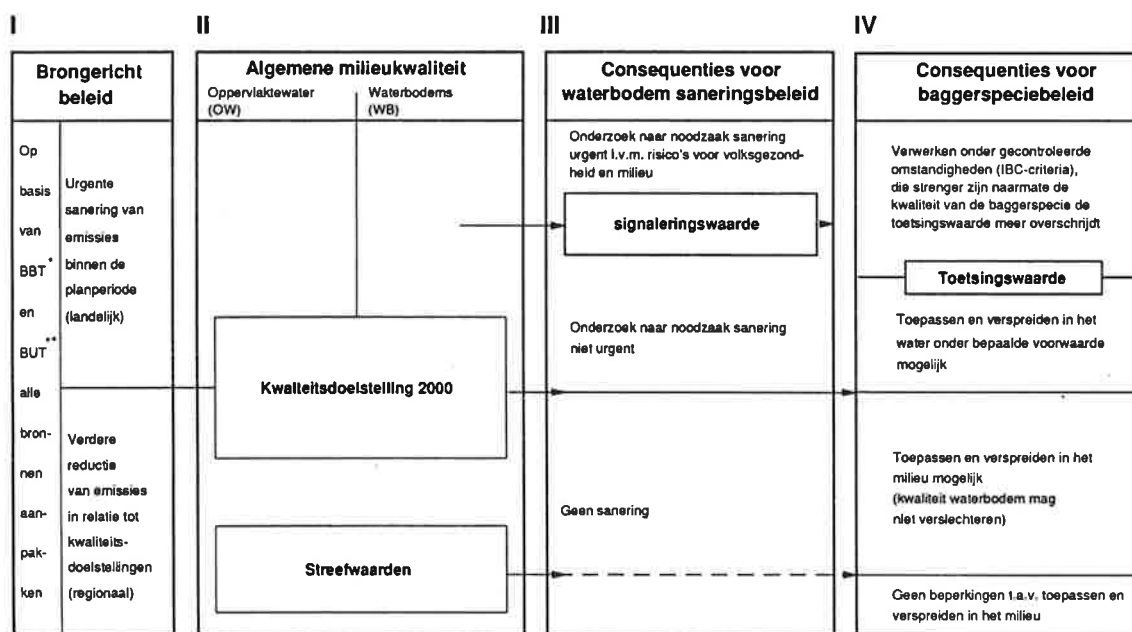 I
II
III
IV
Brongericht
beleid
Op
basis
van
BBT*
en
BUT**
alle
bron-
nen
aan-
pak-
ken
Urgente
sanering van
emissies
binnen de
planperiode
(landelijk)
Verdere
reductie
van emissies
in relatie tot
kwaliteits-
doelstellingen
(regionaal)
Algemene milieukwaliteit
Oppervlaktewater
(OW)
Waterbodems
(WB)
Kwaliteitsdoelstelling 2000
Streefwaarden
Consequenties voor
waterbodem saneringsbeleid
Onderzoek naar noodzaak sanering
urgent i.v.m. risico's voor volksgezond-
heid en milieu
signaleringswaarde
Onderzoek naar noodzaak sanering
niet urgent
Geen sanering
Consequenties voor
baggerspeciebeleid
Verwerken onder gecontroleerde
omstandigheden (IBC-criteria),
die strenger zijn naarmate de
kwaliteit van de baggerspecie de
toetsingswaarde meer overschrijdt
Toetsingswaarde
Toepassen en verspreiden in het
water onder bepaalde voorwaarde
mogelijk
Toepassen en verspreiden in het
milieu mogelijk
(kwaliteit waterbodem mag
niet verslechteren)
Geen beperkingen t.a.v. toepassen en
verspreiden in het milieu